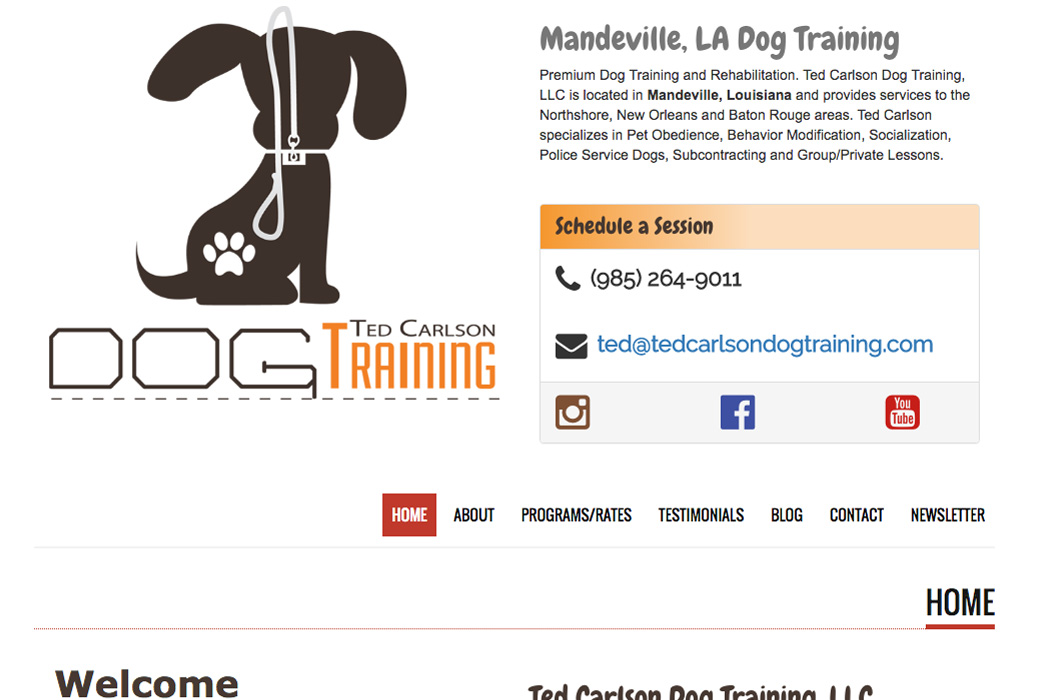 Mandeville, LA Dog Training
Premium Dog Training and Rehabilitation. Ted Carlson Dog Training,
LLC is located in Mandeville, Louisiana and provides services to the
Northshore, New Orleans and Baton Rouge areas. Ted Carlson
specializes in Pet Obedience, Behavior Modification, Socialization,
Police Service Dogs, Subcontracting and Group/Private Lessons.
Schedule a Session
(985) 264-9011
ted@tedcarlsondogtraining.com
You
Tube
TED CARLSON
DOG TRAINING
HOME ABOUT PROGRAMS/RATES TESTIMONIALS BLOG CONTACT NEWSLETTER
HOME
Welcome
Ted Carlson Dog Training, LLC